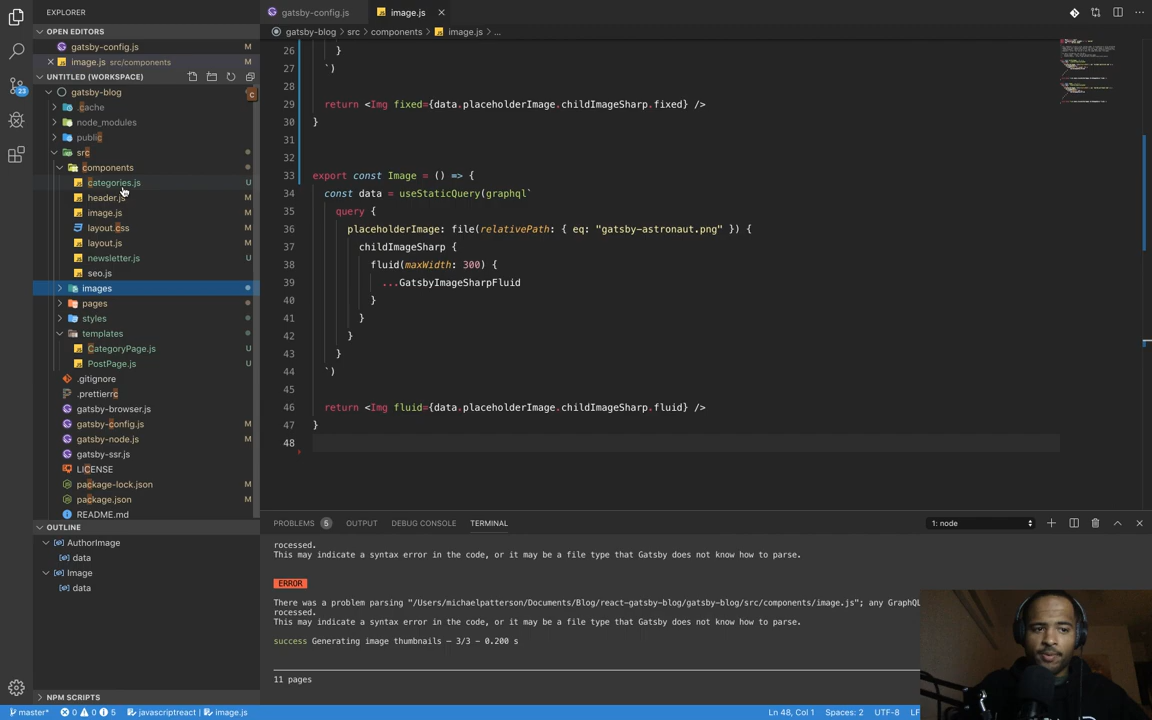 EXPLORER
OPEN EDITORS
gatsby-config.js M
image.js src/components M
UNTITLED (WORKSPACE)
gatsby-blog
.cache
node_modules
public
src
components
categories.js U
header.js M
image.js M
layout.css M
layout.js M
newsletter.js U
seo.js
images
pages
styles
templates
CategoryPage.js U
PostPage.js U
.gitignore
.prettierrc
gatsby-browser.js
gatsby-config.js M
gatsby-node.js M
gatsby-ssr.js
LICENSE
package-lock.json M
package.json M
README.md
OUTLINE
AuthorImage
data
Image
data
NPM SCRIPTS
23
c
gatsby-config.js image.js
gatsby-blog > src > components > image.js > ...
26 }
27 `)
28
29 return <Img fixed={data.placeholderImage.childImageSharp.fixed} />
30 }
31
32
33 export const Image = () => {
34 const data = useStaticQuery(graphql`
35 query {
36 placeholderImage: file(relativePath: { eq: "gatsby-astronaut.png" }) {
37 childImageSharp {
38 fluid(maxWidth: 300) {
39 ...GatsbyImageSharpFluid
40 }
41 }
42 }
43 }
44 `)
45
46 return <Img fluid={data.placeholderImage.childImageSharp.fluid} />
47 }
48
PROBLEMS 5 OUTPUT DEBUG CONSOLE TERMINAL 1: node
rocessed.
This may indicate a syntax error in the code, or it may be a file type that Gatsby does not know how to parse.
ERROR
There was a problem parsing "/Users/michaelpatterson/Documents/Blog/react-gatsby-blog/gatsby-blog/src/components/image.js"; any GraphQL
rocessed.
This may indicate a syntax error in the code, or it may be a file type that Gatsby does not know how to parse.
success Generating image thumbnails — 3/3 - 0.200 s
11 pages
master* 0 0 5 javascriptreact image.js Ln 48, Col 1 Spaces: 2 UTF-8 LF